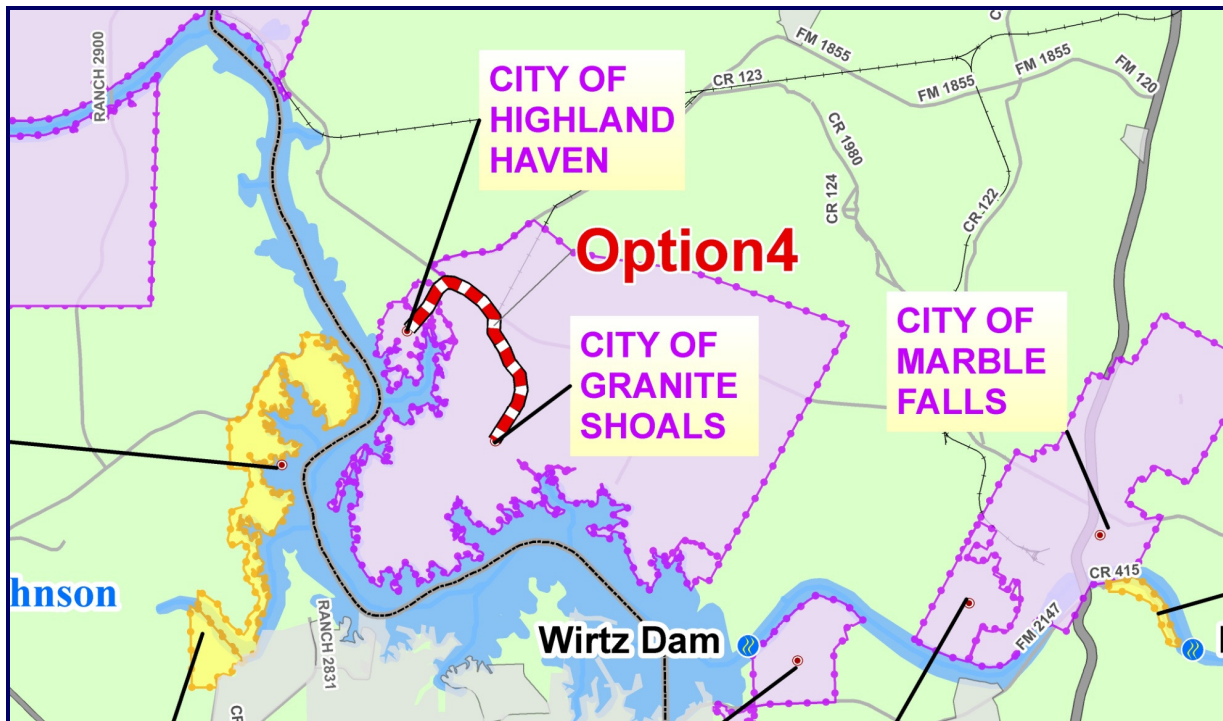 RANCH 2900
CITY OF
HIGHLAND
HAVEN
CR 123
FM 1855
FM 1855
FM 1855
FM 120
CR 1980
CR 124
CR 122
Option4
CITY OF
GRANITE
SHOALS
CITY OF
MARBLE
FALLS
hnson
RANCH 2831
Wirtz Dam
FM 2147
CR 415
CR